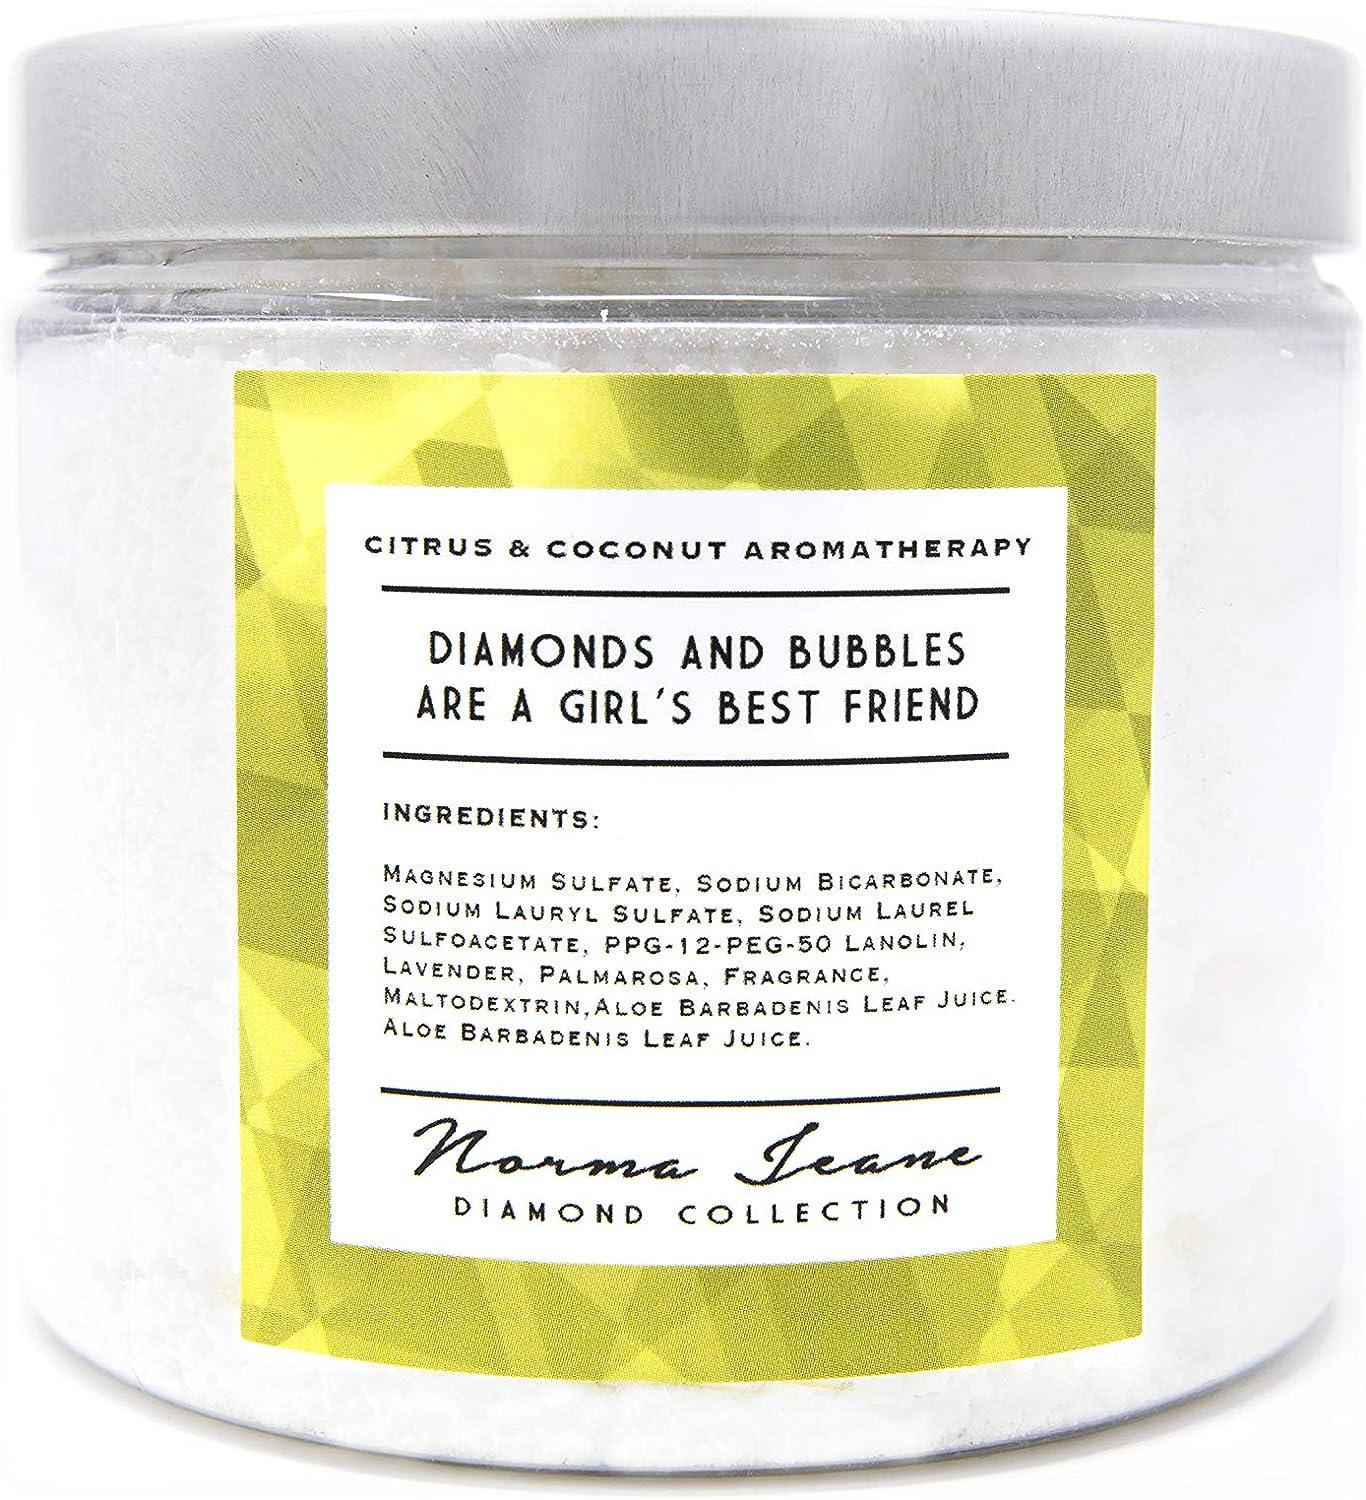 CITRUS & COCONUT AROMATHERAPY
DIAMONDS AND BUBBLES
ARE A GIRL'S BEST FRIEND
INGREDIENTS:
MAGNESIUM SULFATE, SODIUM BICARBONATE,
SODIUM LAURYL SULFATE, SODIUM LAUREL
SULFOACETATE, PPG-12-PEG-50 LANOLIN,
LAVENDER, PALMAROSA, FRAGRANCE,
MALTODEXTRIN,ALOE BARBADENIS LEAF JUICE.
ALOE BARBADENIS LEAF JUICE.
Norma Jeane
DIAMOND COLLECTION